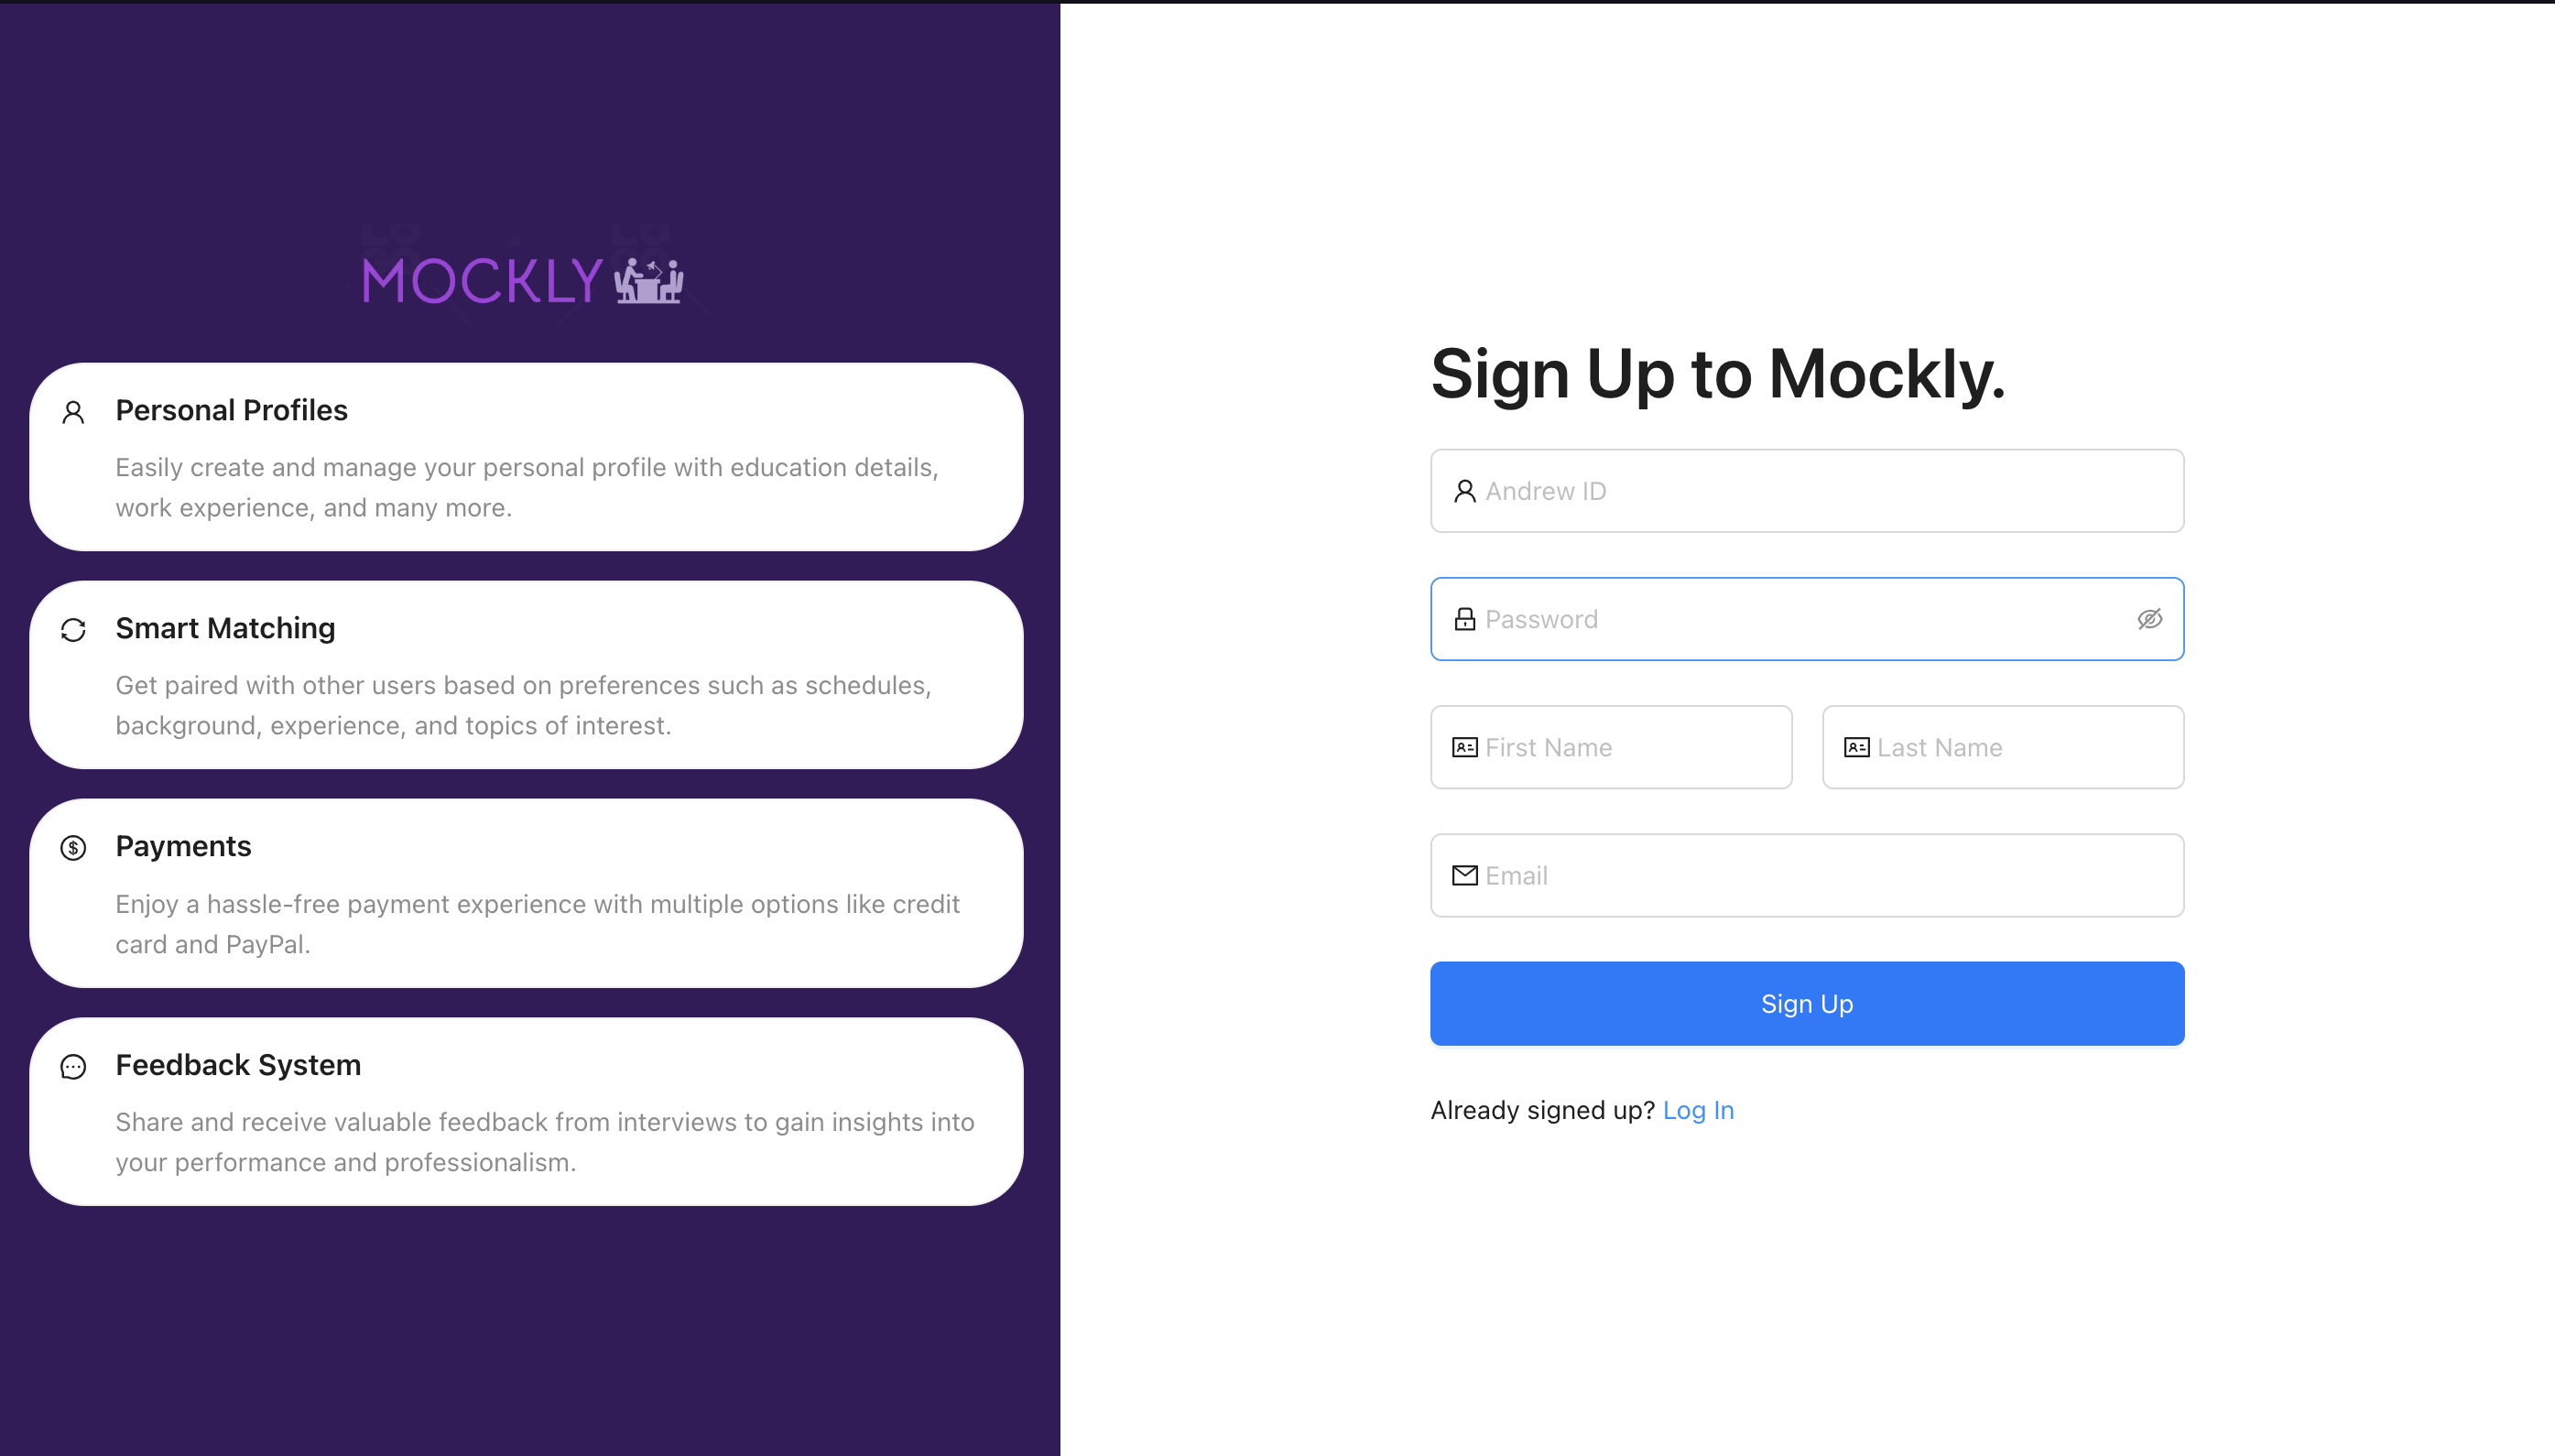 MOCKLY
Personal Profiles
Easily create and manage your personal profile with education details,
work experience, and many more.
Smart Matching
Get paired with other users based on preferences such as schedules,
background, experience, and topics of interest.
Payments
Enjoy a hassle-free payment experience with multiple options like credit
card and PayPal.
Feedback System
Share and receive valuable feedback from interviews to gain insights into
your performance and professionalism.
Sign Up to Mockly.
Andrew ID
Password
First Name
Last Name
Email
Sign Up
Already signed up? Log In